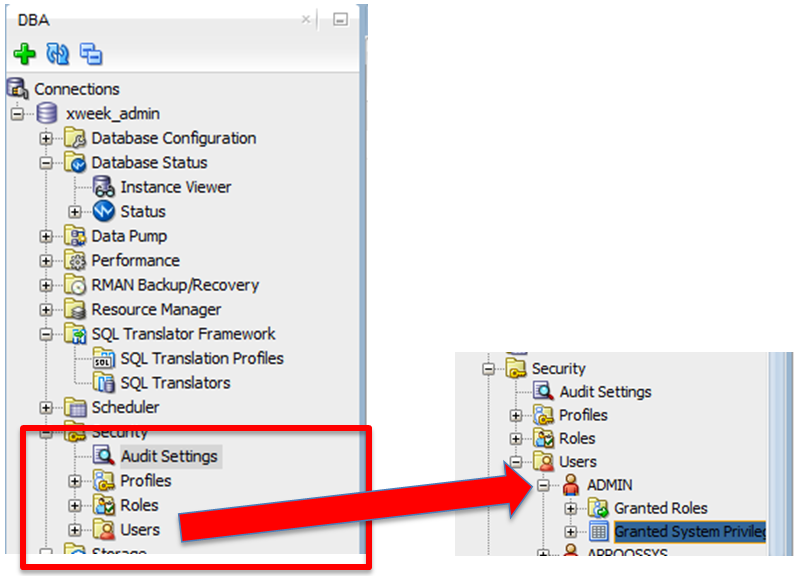 DBA
Connections
xweek_admin
Database Configuration
Database Status
Instance Viewer
Status
Data Pump
Performance
RMAN Backup/Recovery
Resource Manager
SQL Translator Framework
SQL Translation Profiles
SQL Translators
Scheduler
Security
Audit Settings
Profiles
Roles
Users
Storage
Security
Audit Settings
Profiles
Roles
Users
ADMIN
Granted Roles
Granted System Privileg
APPQOSSYS